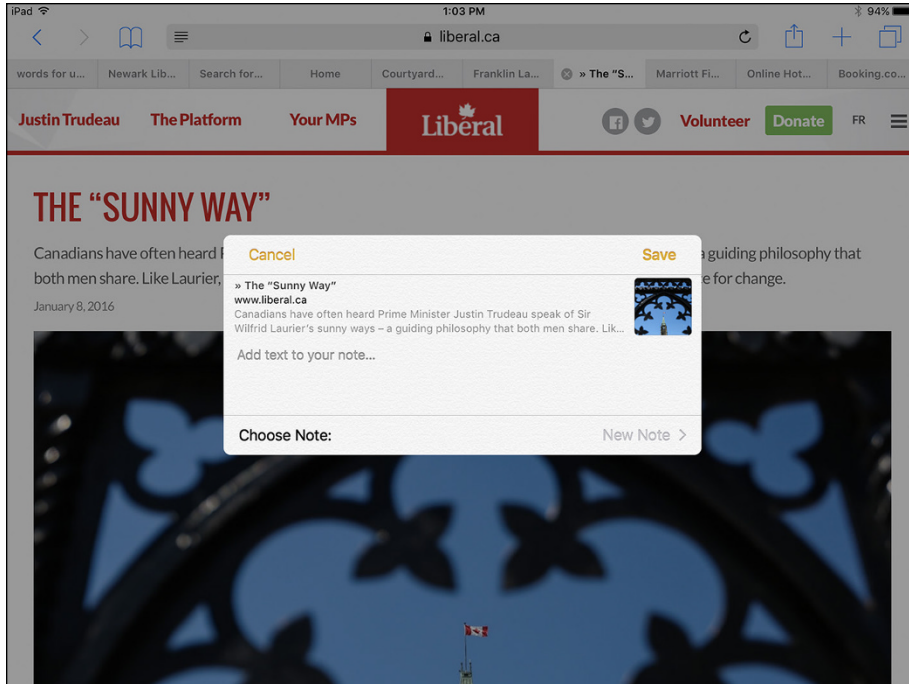 iPad 1:03 PM 94%
liberal.ca
words for u... Newark Lib... Search for... Home Courtyard... Franklin La... » The "S... Marriott Fi... Online Hot... Booking.co...
Justin Trudeau The Platform Your MPs Liberal Volunteer Donate FR
THE “SUNNY WAY”
Canadians have often heard a guiding philosophy that
both men share. Like Laurier, e for change.
January 8, 2016
Cancel Save
» The “Sunny Way”
www.liberal.ca
Canadians have often heard Prime Minister Justin Trudeau speak of Sir
Wilfrid Laurier’s sunny ways – a guiding philosophy that both men share. Lik...
Add text to your note...
Choose Note: New Note